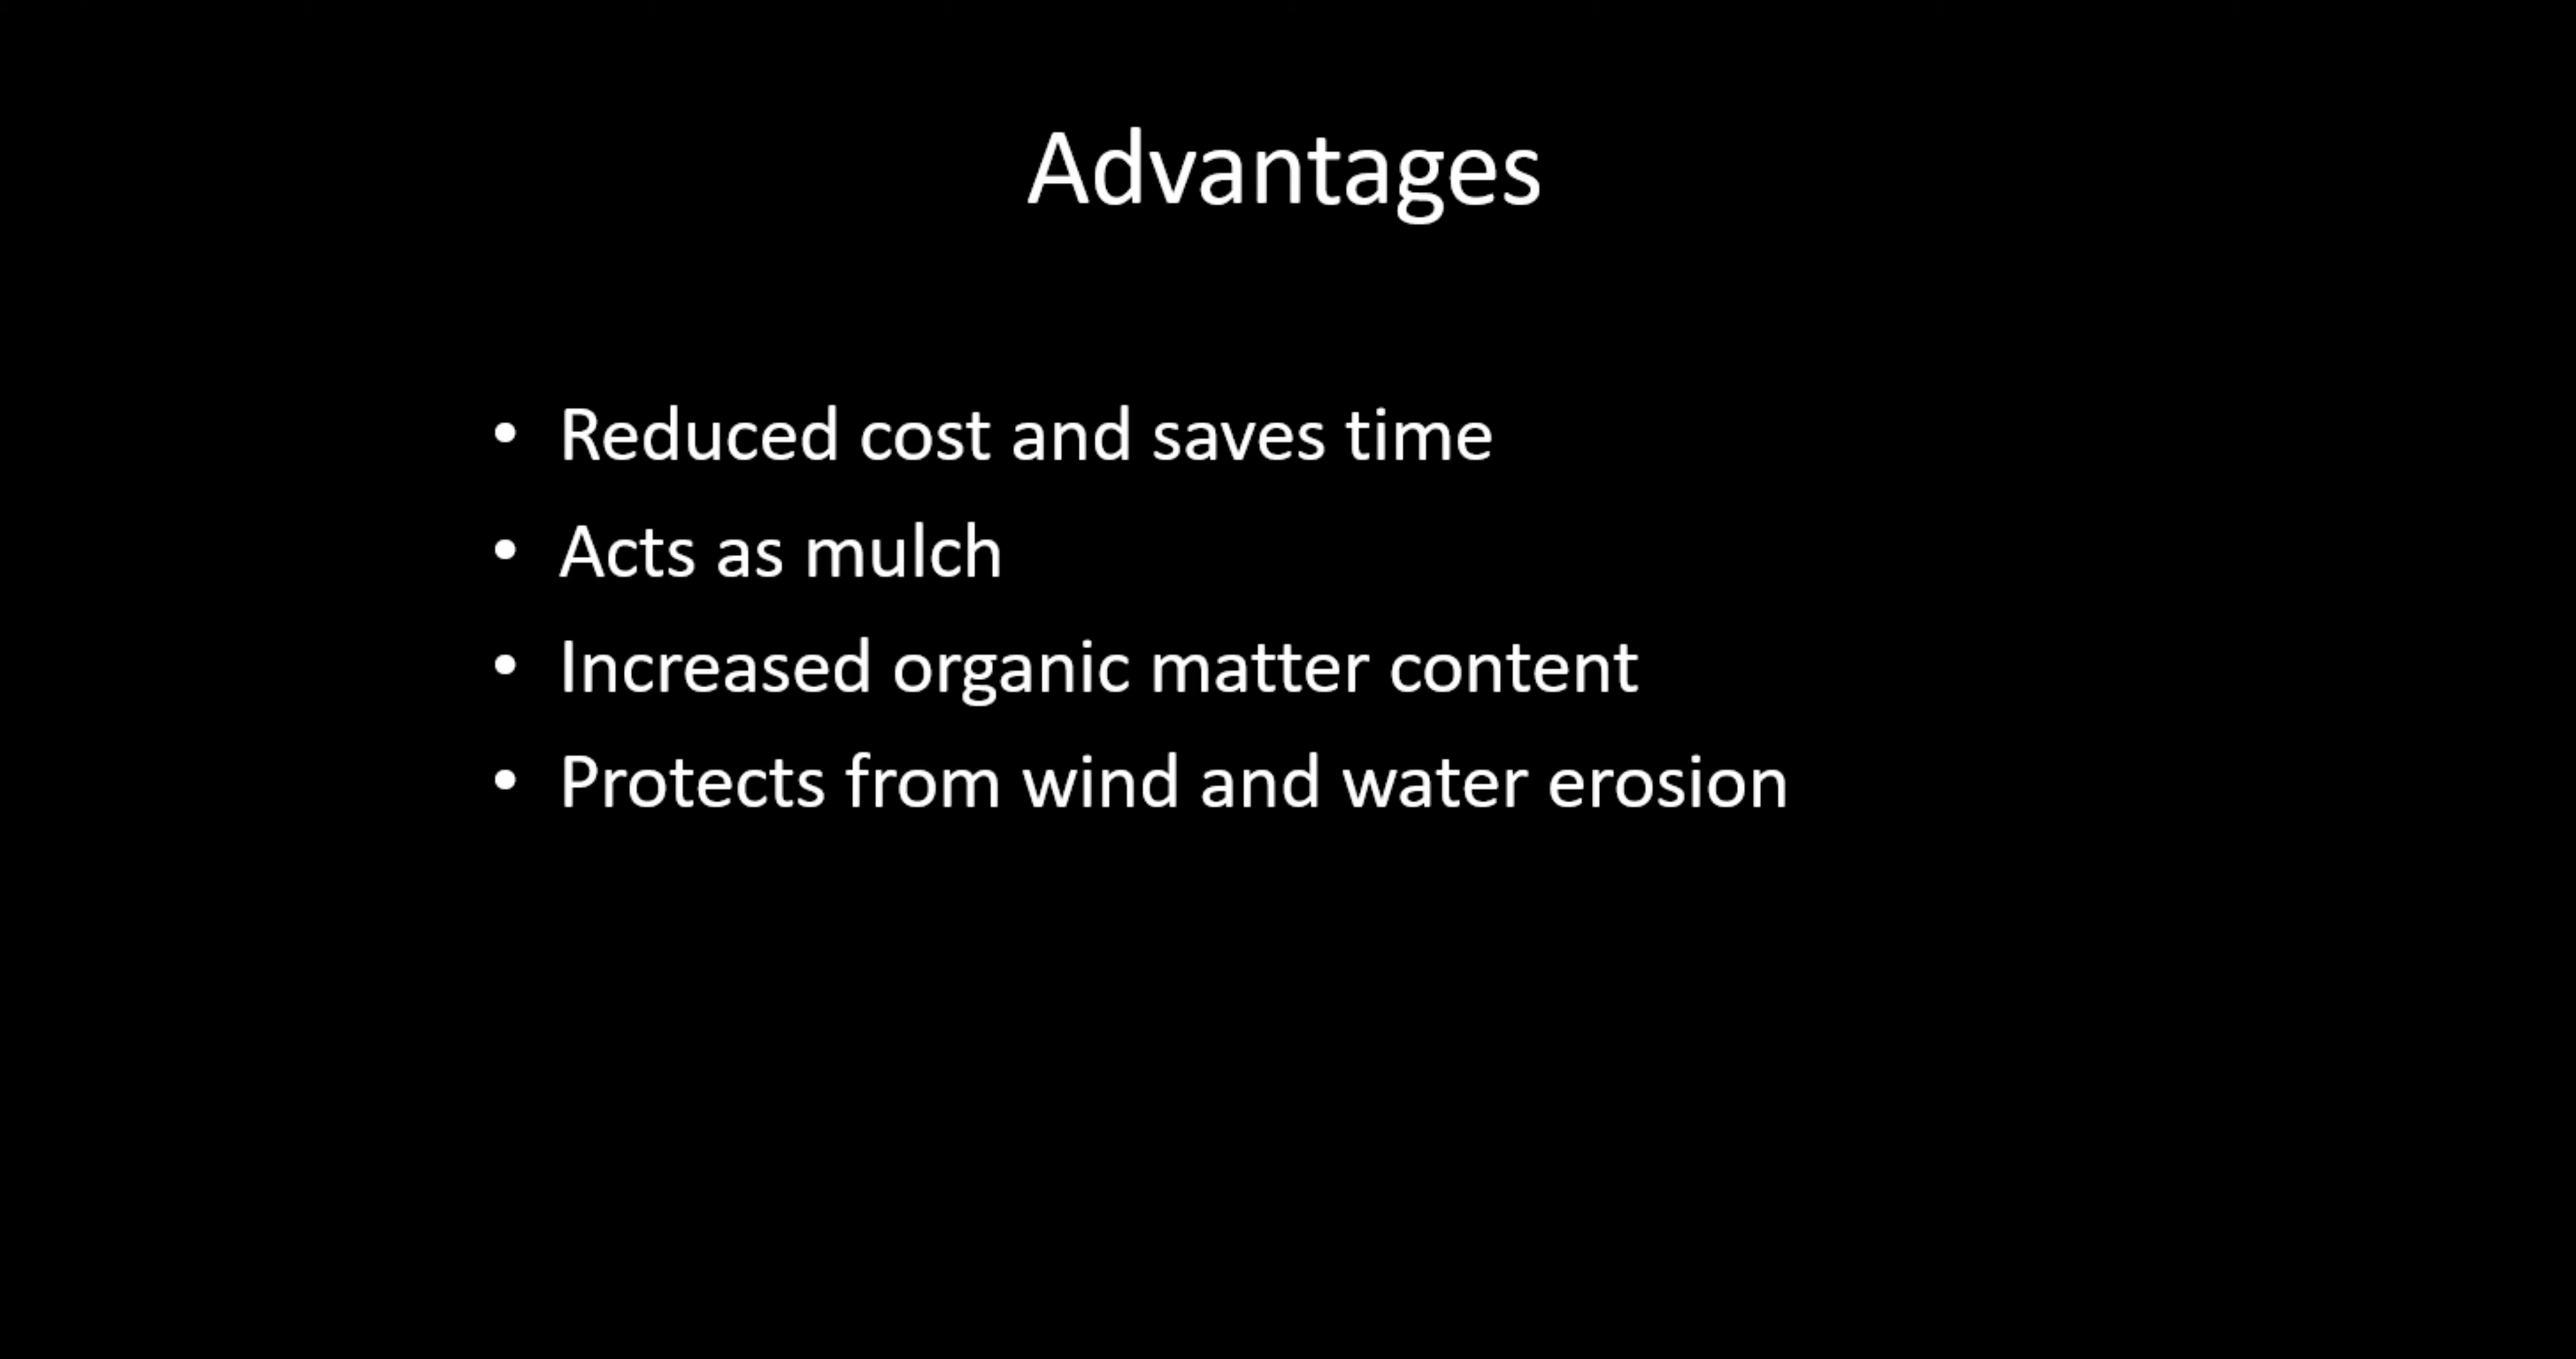 Advantages
• Reduced cost and saves time
• Acts as mulch
• Increased organic matter content
• Protects from wind and water erosion